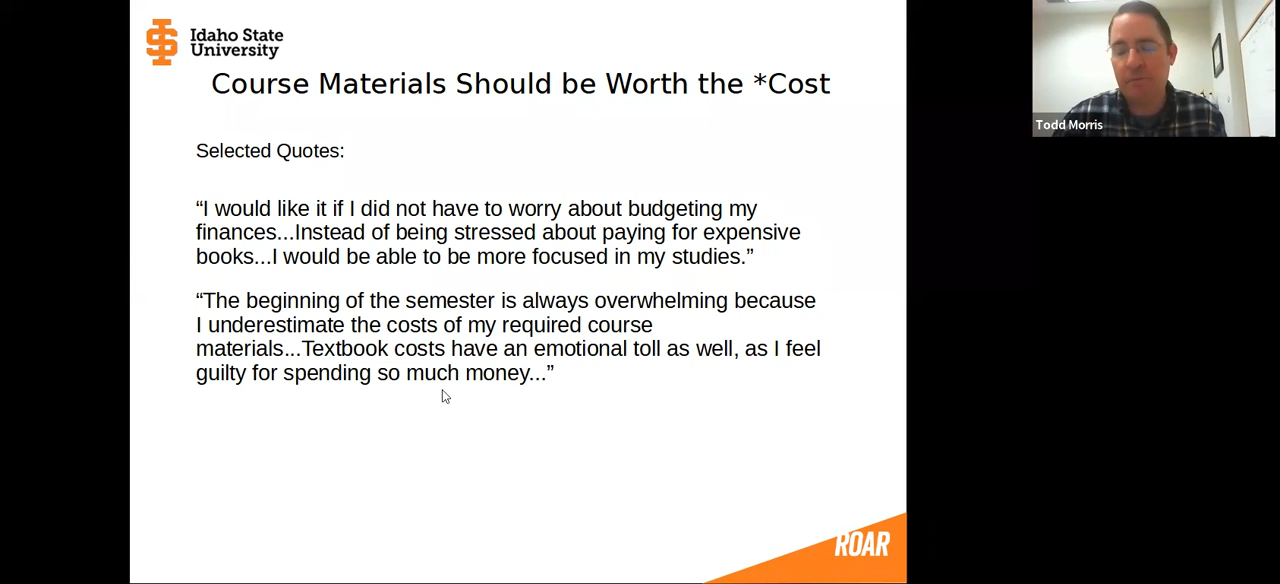 Idaho State
University
Course Materials Should be Worth the *Cost
Selected Quotes:
“I would like it if I did not have to worry about budgeting my
finances...Instead of being stressed about paying for expensive
books...I would be able to be more focused in my studies.”
“The beginning of the semester is always overwhelming because
I underestimate the costs of my required course
materials...Textbook costs have an emotional toll as well, as I feel
guilty for spending so much money...”
ROAR
Todd Morris